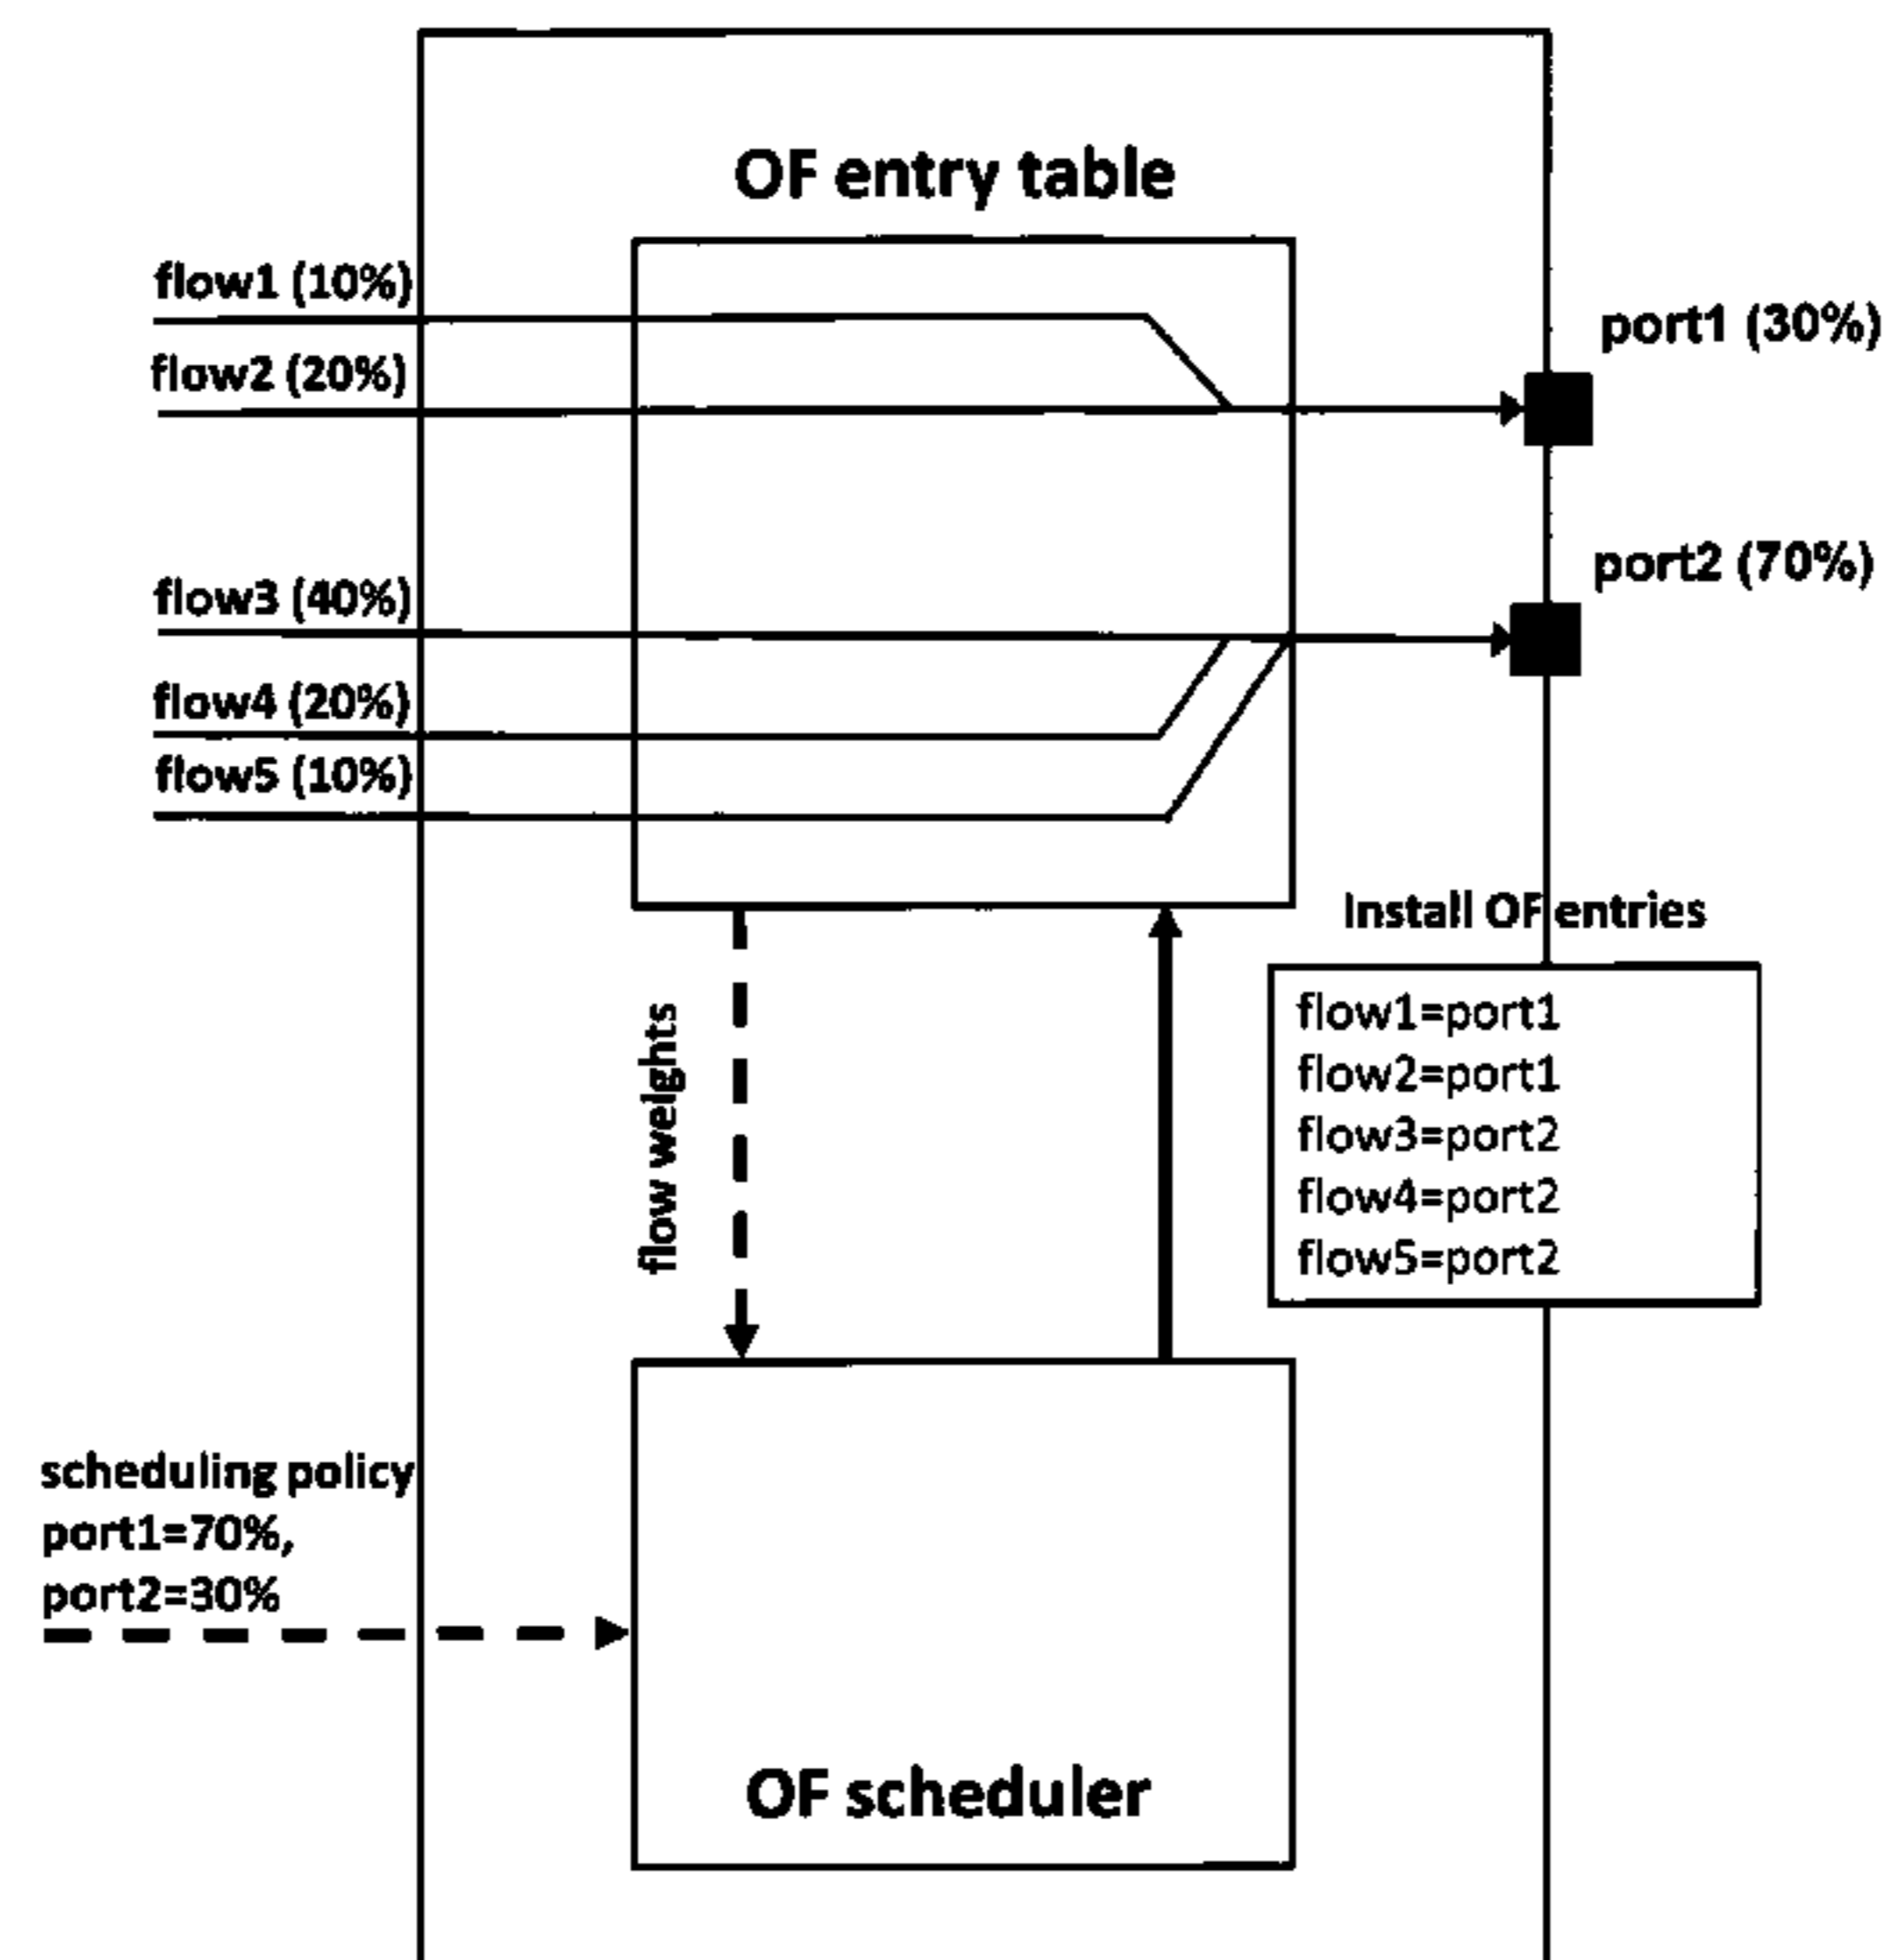 OF entry table
flow1 (10%)
flow2 (20%)
port1 (30%)
flow3 (40%)
port2 (70%)
flow4 (20%)
flow5 (10%)
Install OF entries
flow1=port1
flow2=port1
flow3=port2
flow4=port2
flow5=port2
flow weights
scheduling policy
port1=70%,
port2=30%
OF scheduler